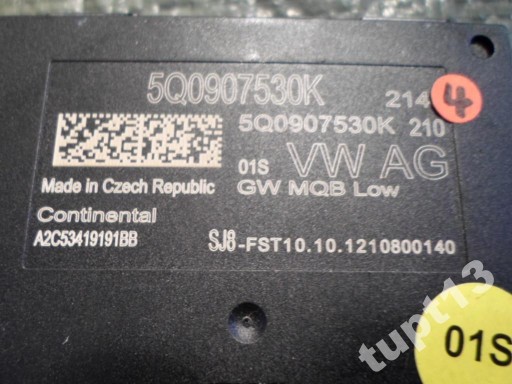 5Q0907530K 214
4
5Q0907530K 210
01S VW AG
Made in Czech Republic GW MQB Low
Continental
A2C53419191BB SJ8-FST10.10.1210800140
01S
tupt13